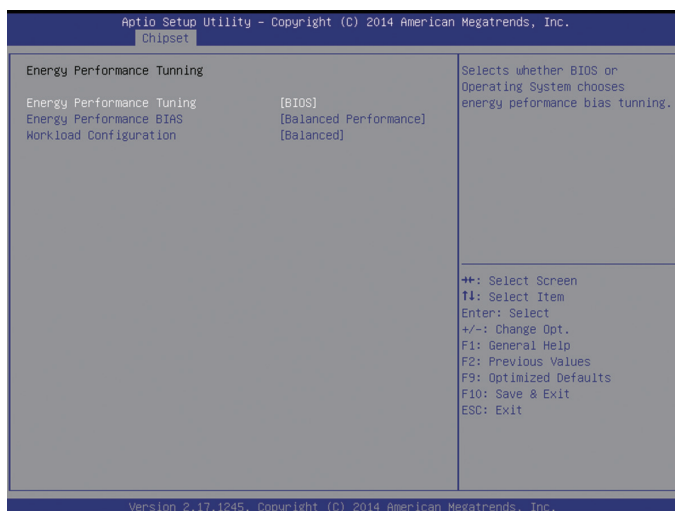 Aptio Setup Utility – Copyright (C) 2014 American Megatrends, Inc.
Chipset
Energy Performance Tunning
Energy Performance Tuning [BIOS]
Energy Performance BIAS [Balanced Performance]
Workload Configuration [Balanced]
Selects whether BIOS or
Operating System chooses
energy peformance bias tunning.
→←: Select Screen
↑↓: Select Item
Enter: Select
+/-: Change Opt.
F1: General Help
F2: Previous Values
F9: Optimized Defaults
F10: Save & Exit
ESC: Exit
Version 2.17.1245. Copyright (C) 2014 American Megatrends, Inc.